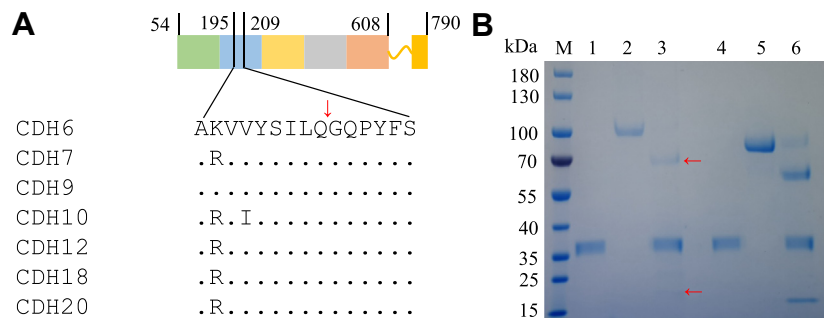 A
54 195 209 608 790
CDH6 AKVVYSILQGQPYFS
CDH7 .R.............
CDH9 ...............
CDH10 .R.I...........
CDH12 .R.............
CDH18 .R.............
CDH20 .R.............
B
kDa M 1 2 3 4 5 6
180
130
100
70
55
40
35
25
15